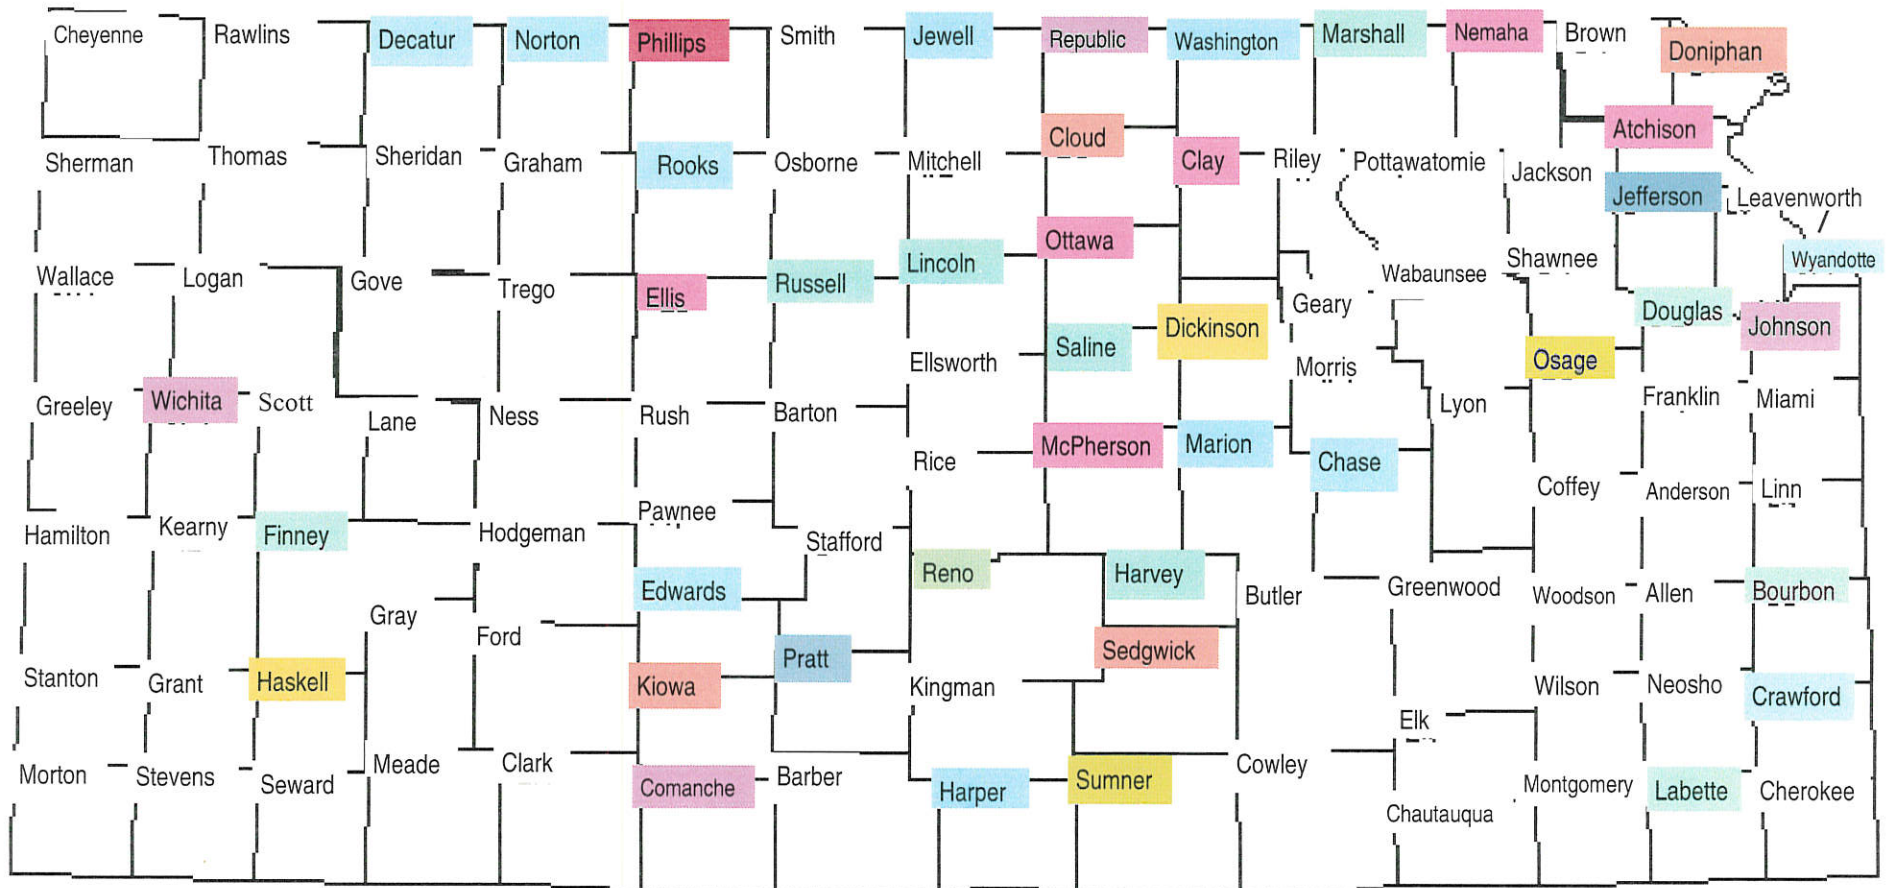 Cheyenne
Rawlins
Decatur
Norton
Phillips
Smith
Jewell
Republic
Washington
Marshall
Nemaha
Brown
Doniphan
Sherman
Thomas
Sheridan
Graham
Rooks
Osborne
Mitchell
Cloud
Clay
Riley
Pottawatomie
Jackson
Atchison
Jefferson
Leavenworth
Wallace
Logan
Gove
Trego
Ellis
Russell
Lincoln
Ottawa
Saline
Dickinson
Geary
Wabaunsee
Shawnee
Douglas
Wyandotte
Johnson
Greeley
Wichita
Scott
Lane
Ness
Rush
Barton
Ellsworth
Rice
McPherson
Marion
Morris
Chase
Lyon
Osage
Franklin
Miami
Hamilton
Kearny
Finney
Hodgeman
Pawnee
Stafford
Reno
Harvey
Butler
Greenwood
Coffey
Anderson
Linn
Woodson
Allen
Bourbon
Stanton
Grant
Haskell
Gray
Ford
Edwards
Kiowa
Pratt
Kingman
Sedgwick
Elk
Wilson
Neosho
Crawford
Morton
Stevens
Seward
Meade
Clark
Comanche
Barber
Harper
Sumner
Cowley
Chautauqua
Montgomery
Labette
Cherokee